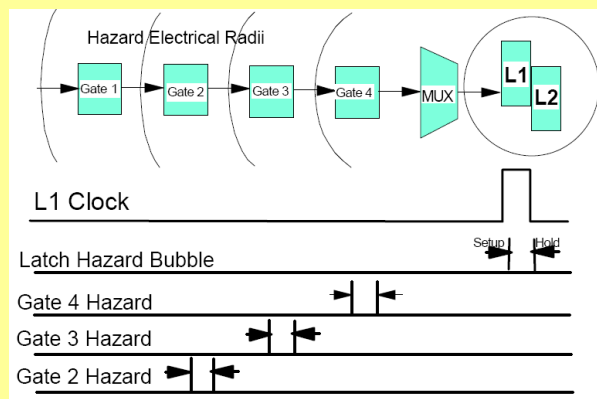 Hazard Electrical Radii
Gate 1
Gate 2
Gate 3
Gate 4
MUX
L1
L2
L1 Clock
Setup
Hold
Latch Hazard Bubble
Gate 4 Hazard
Gate 3 Hazard
Gate 2 Hazard